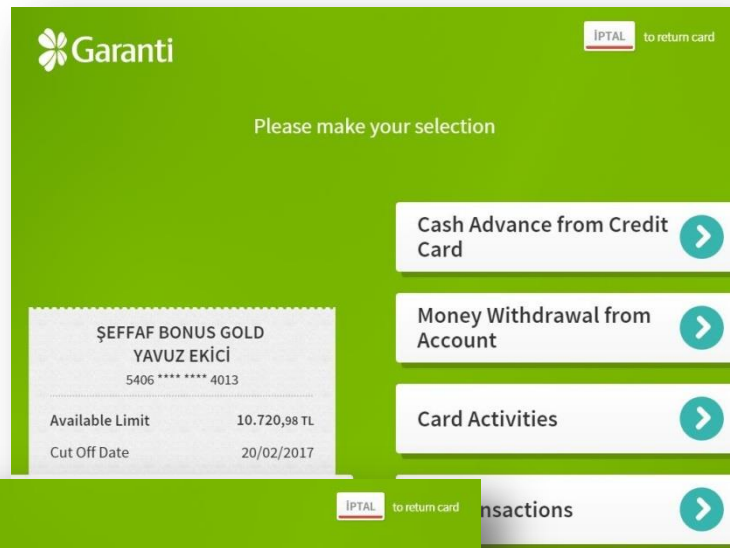 Garanti
İPTAL to return card
Please make your selection
Cash Advance from Credit
Card
Money Withdrawal from
Account
ŞEFFAF BONUS GOLD
YAVUZ EKİCİ
5406 **** **** 4013
Available Limit 10.720,98 TL
Cut Off Date 20/02/2017
Card Activities
İPTAL to return card